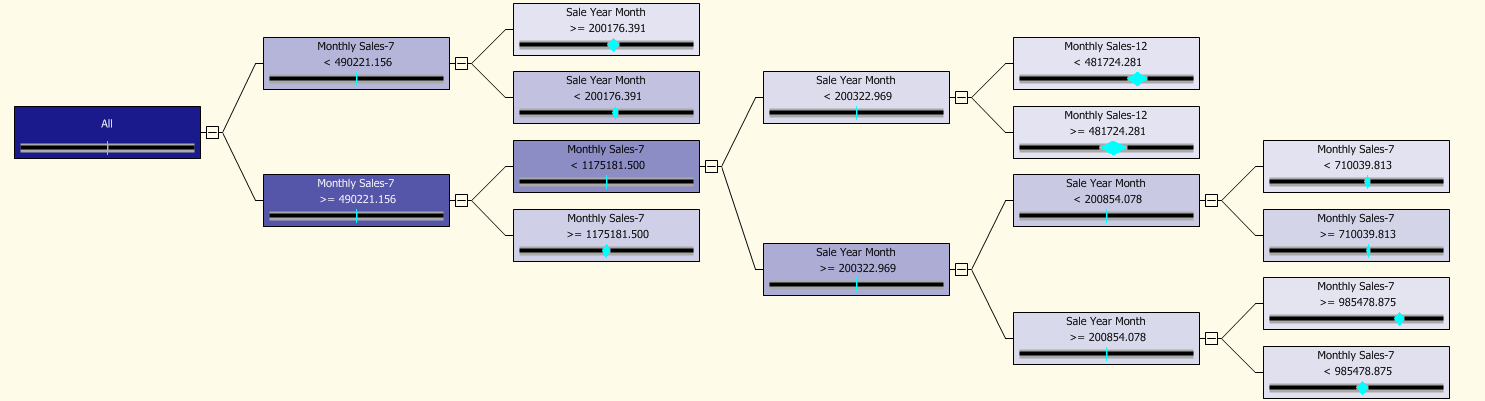 All
Monthly Sales-7
< 490221.156
Monthly Sales-7
>= 490221.156
Sale Year Month
>= 200176.391
Sale Year Month
< 200176.391
Monthly Sales-7
< 1175181.500
Monthly Sales-7
>= 1175181.500
Sale Year Month
< 200322.969
Sale Year Month
>= 200322.969
Monthly Sales-12
< 481724.281
Monthly Sales-12
>= 481724.281
Sale Year Month
< 200854.078
Sale Year Month
>= 200854.078
Monthly Sales-7
< 710039.813
Monthly Sales-7
>= 710039.813
Monthly Sales-7
>= 985478.875
Monthly Sales-7
< 985478.875